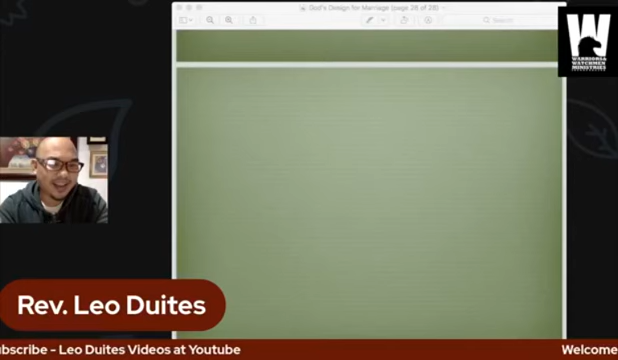 God's Design for Marriage (page 28 of 28)
Search
W
WARRIORS &
WATCHMEN
MINISTRIES
Rev. Leo Duites
ubscribe - Leo Duites Videos at Youtube
Welcome